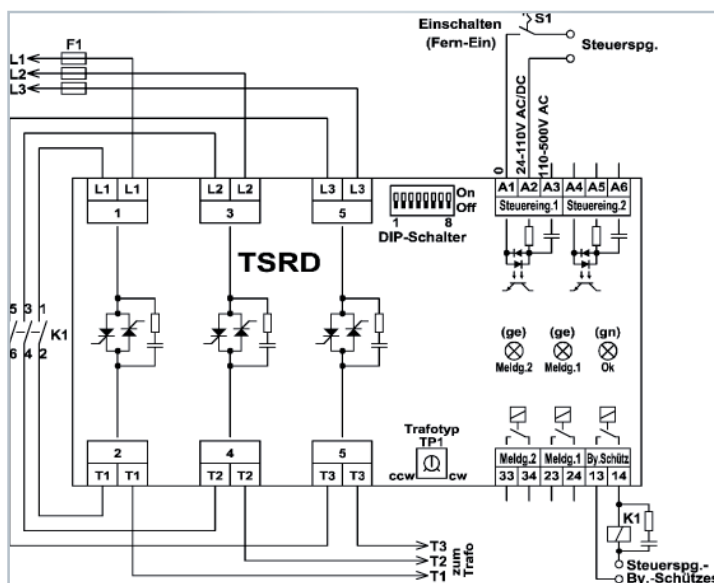 Einschalten
(Fern-Ein)
S1
Steuerspg.
F1
L1
L2
L3
0
24-110V AC/DC
110-500V AC
L1 L1
L2 L2
L3 L3
1
3
5
On
Off
1 8
DIP-Schalter
A1 A2 A3 A4 A5 A6
Steuereing.1 Steuereing.2
TSRD
5 3 1
K1
6 4 2
(ge) (ge) (gn)
Meldg.2 Meldg.1 Ok
Trafotyp
TP1
ccw cw
2
4
5
T1 T1
T2 T2
T3 T3
Meldg.2 Meldg.1 By.Schütz
33 34 23 24 13 14
K1
T3
T2
T1
zum
Trafo
Steuerspg.-
By.-Schützez